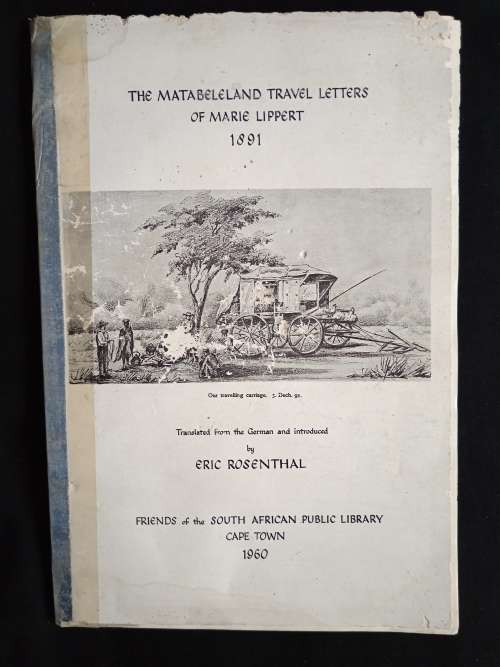 THE MATABELELAND TRAVEL LETTERS
OF MARIE LIPPERT
1891
Our travelling carriage, 5. Decb. 91.
Translated from the German and introduced
by
ERIC ROSENTHAL
FRIENDS of the SOUTH AFRICAN PUBLIC LIBRARY
CAPE TOWN
1960